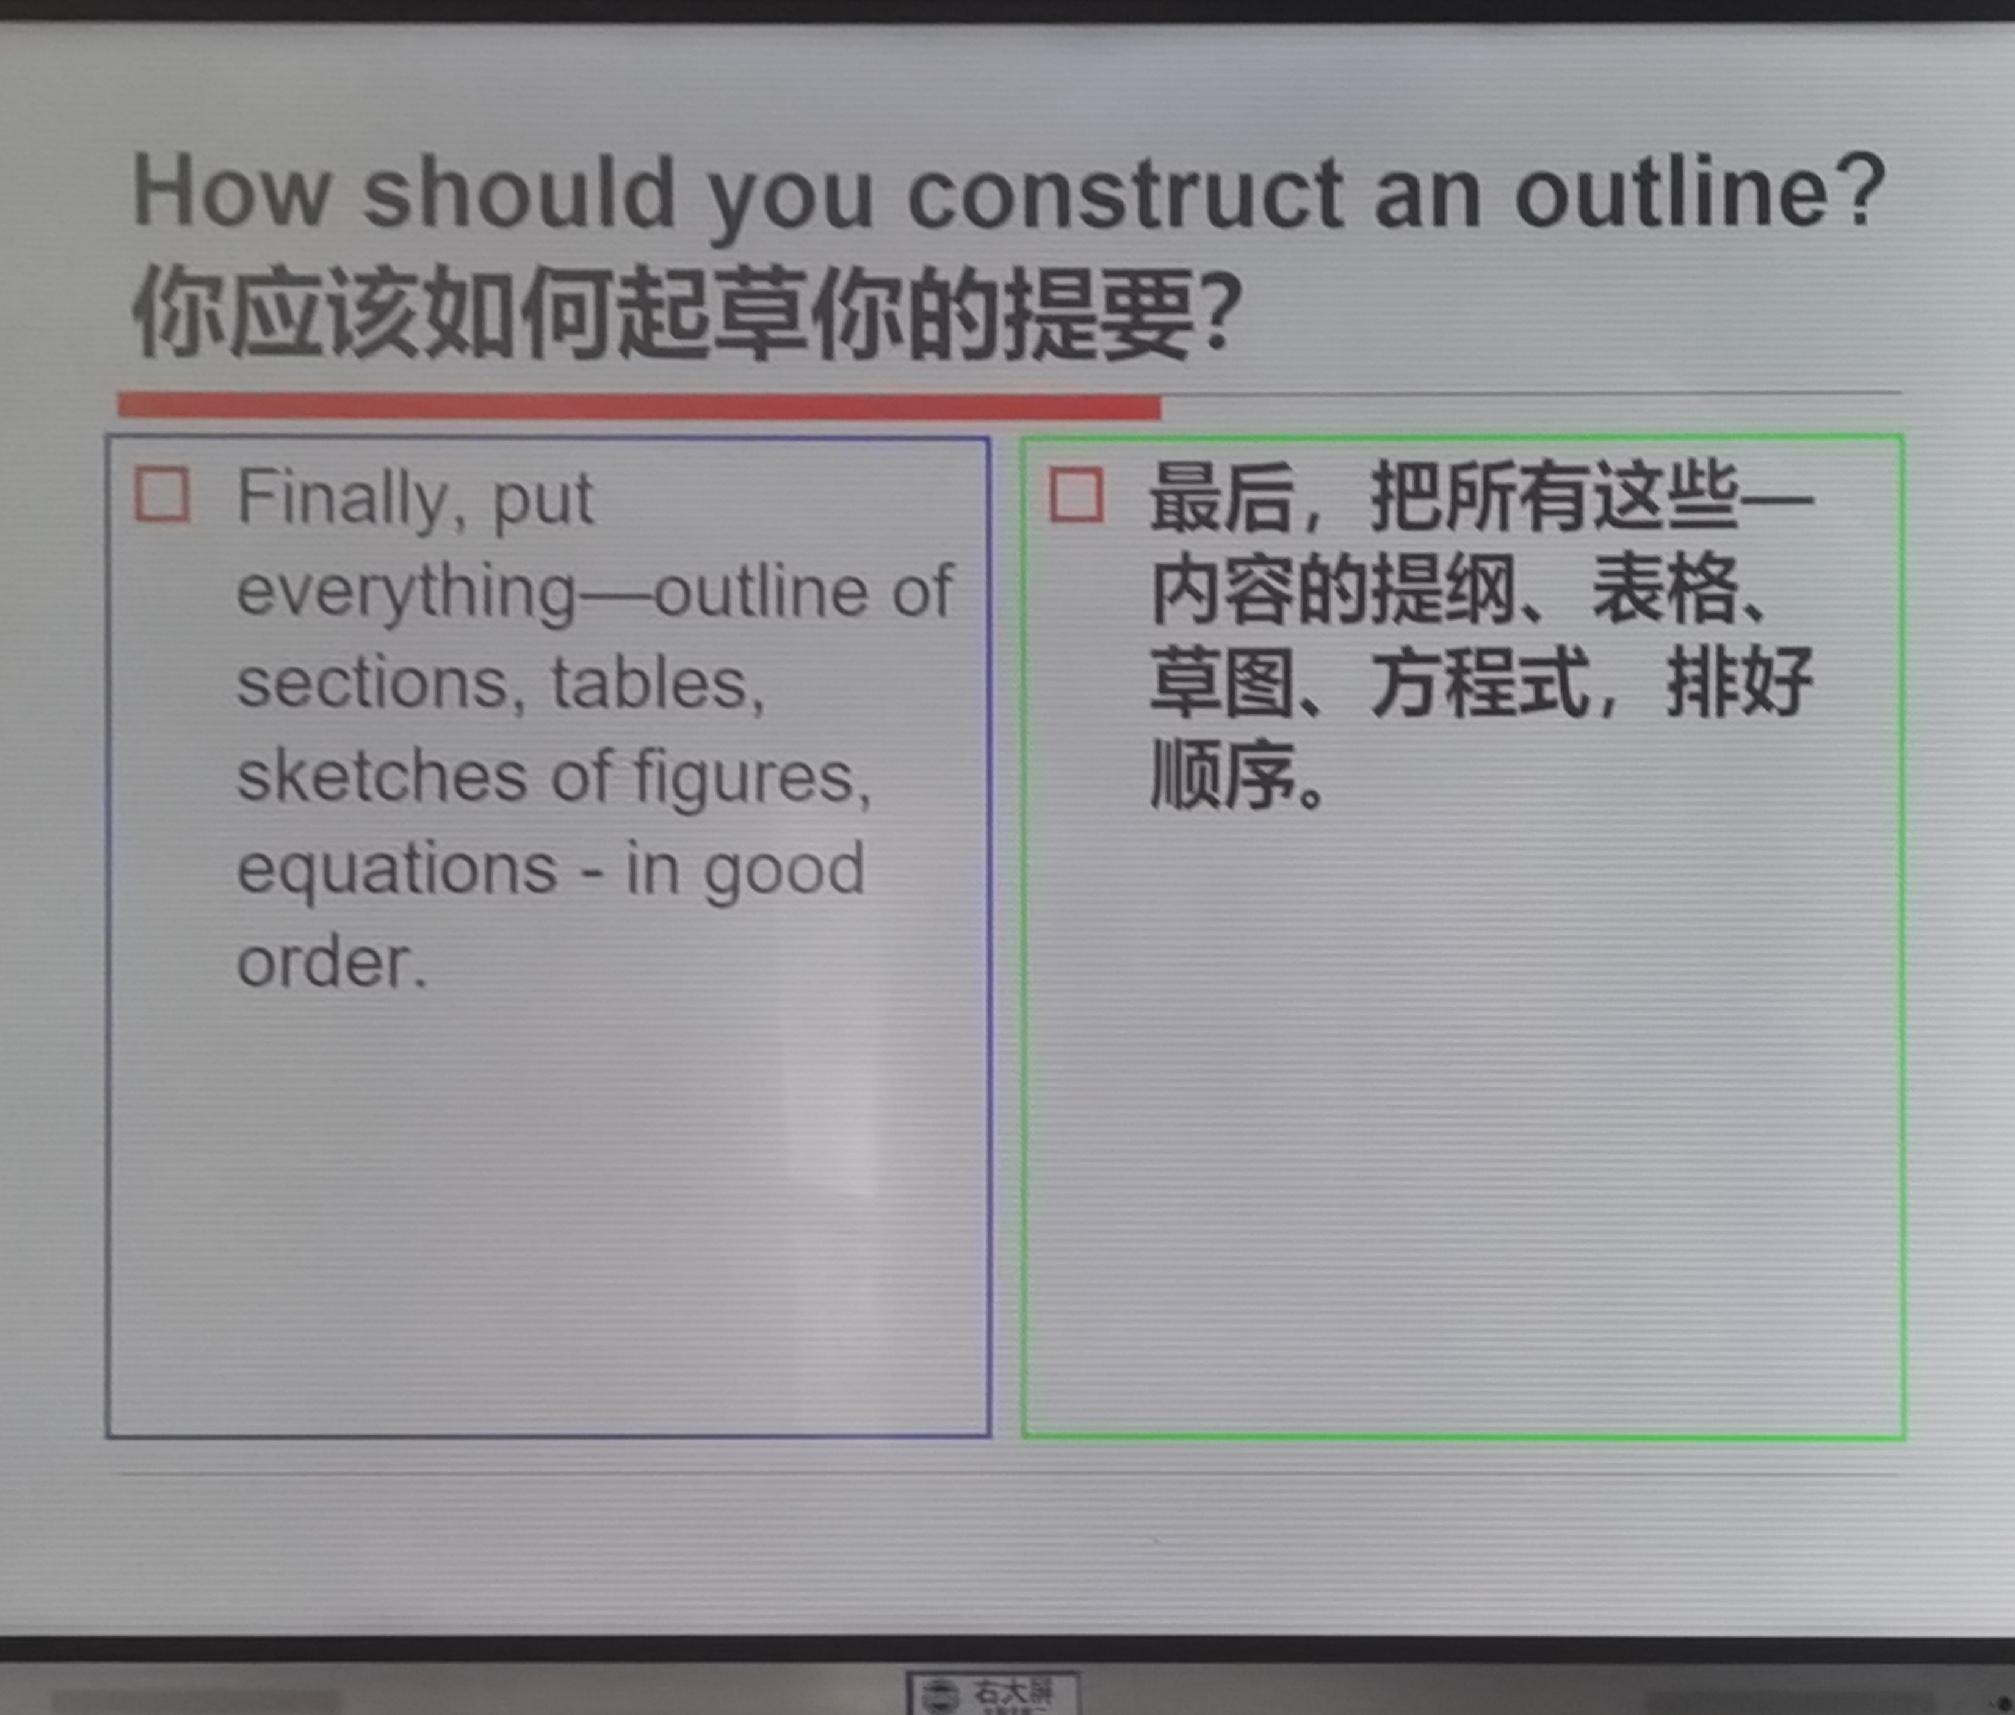 How should you construct an outline?
你应该如何起草你的提要?
Finally, put
everything—outline of
sections, tables,
sketches of figures,
equations - in good
order.
最后，把所有这些—
内容的提纲、表格、
草图、方程式，排好
顺序。
右大屏